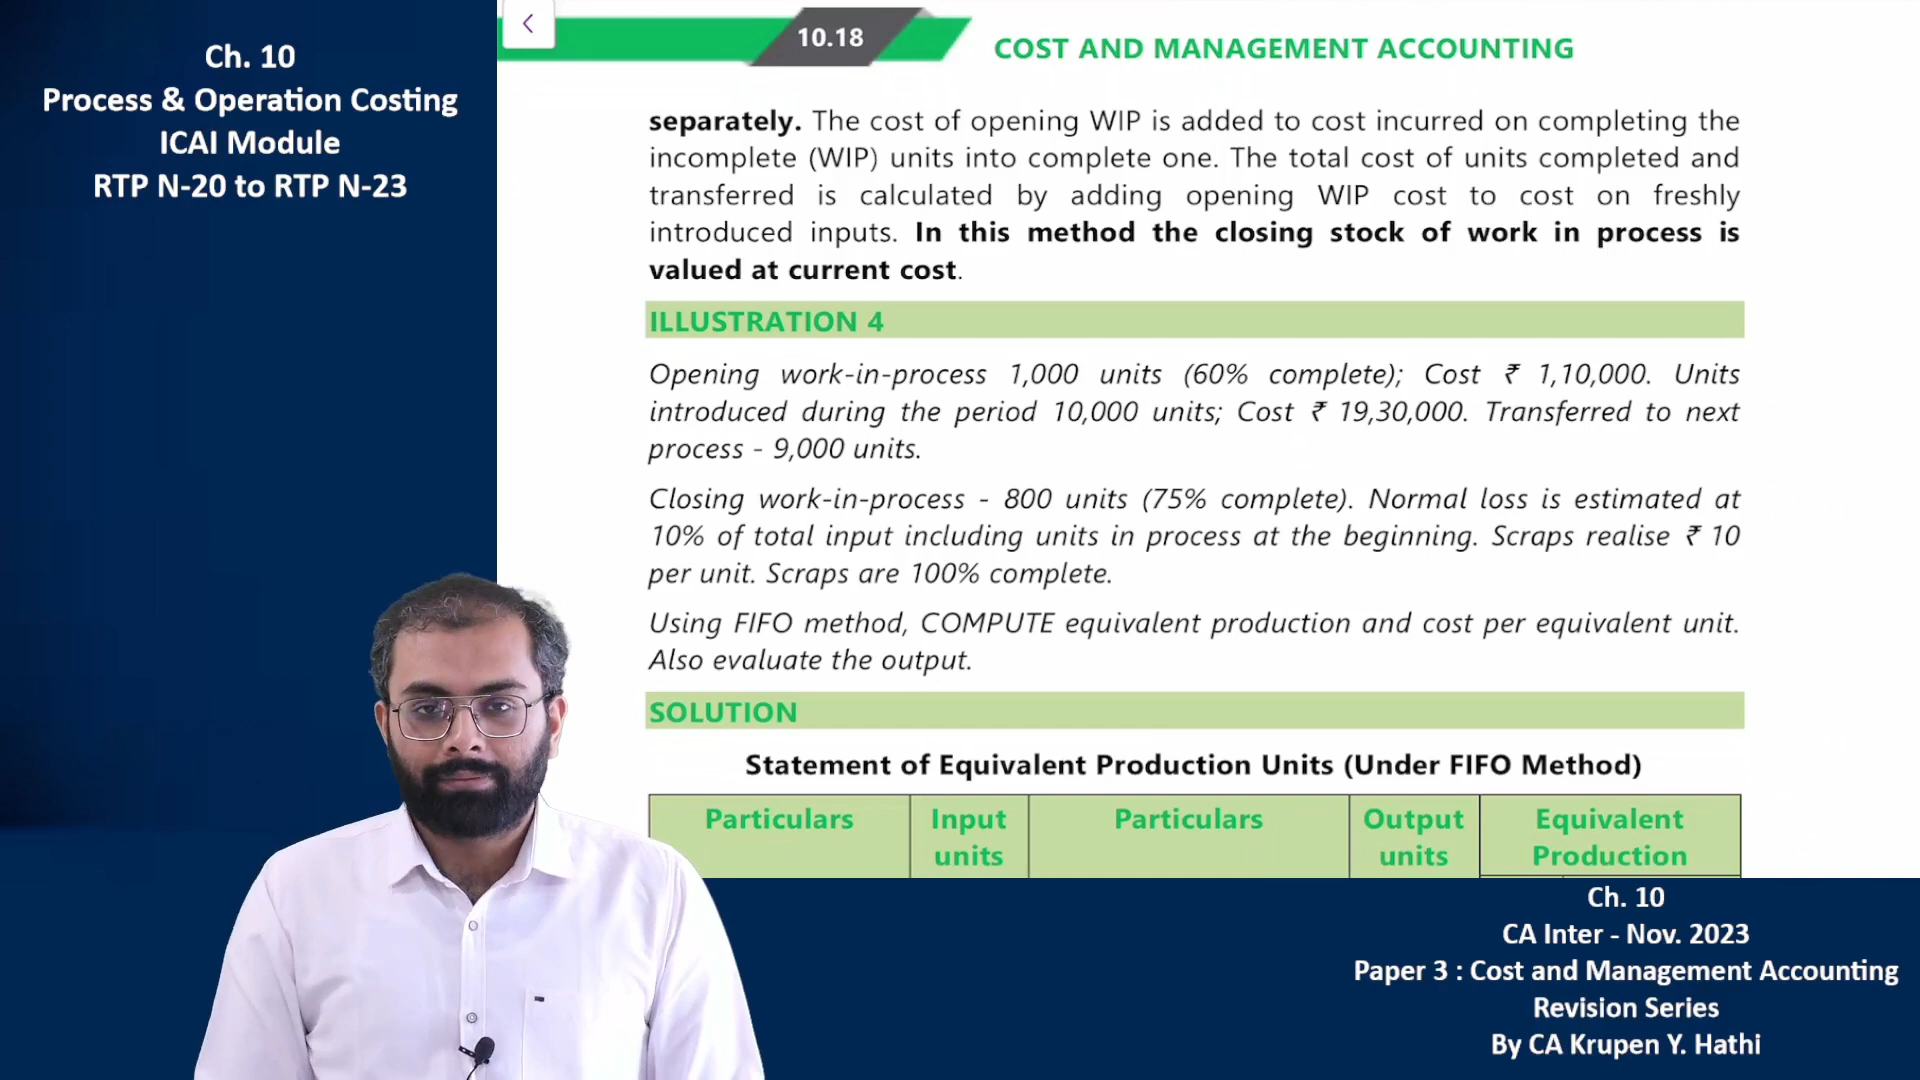 Ch. 10
Process & Operation Costing
ICAI Module
RTP N-20 to RTP N-23
10.18
COST AND MANAGEMENT ACCOUNTING
separately. The cost of opening WIP is added to cost incurred on completing the
incomplete (WIP) units into complete one. The total cost of units completed and
transferred is calculated by adding opening WIP cost to cost on freshly
introduced inputs. In this method the closing stock of work in process is
valued at current cost.
ILLUSTRATION 4
Opening work-in-process 1,000 units (60% complete); Cost ₹ 1,10,000. Units
introduced during the period 10,000 units; Cost ₹ 19,30,000. Transferred to next
process - 9,000 units.
Closing work-in-process - 800 units (75% complete). Normal loss is estimated at
10% of total input including units in process at the beginning. Scraps realise ₹ 10
per unit. Scraps are 100% complete.
Using FIFO method, COMPUTE equivalent production and cost per equivalent unit.
Also evaluate the output.
SOLUTION
Statement of Equivalent Production Units (Under FIFO Method)
Particulars Input Particulars Output Equivalent
units units Production
Ch. 10
CA Inter - Nov. 2023
Paper 3 : Cost and Management Accounting
Revision Series
By CA Krupen Y. Hathi